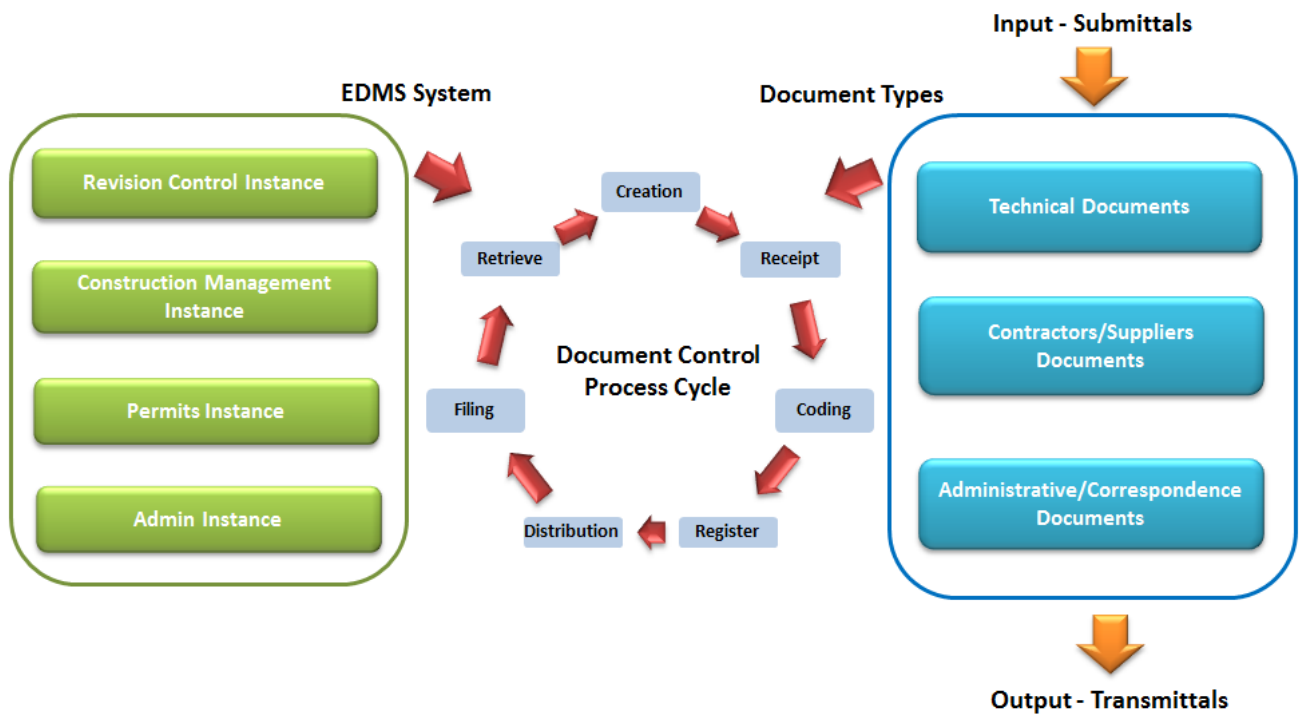 Input - Submittals
EDMS System
Document Types
Revision Control Instance
Construction Management
Instance
Permits Instance
Admin Instance
Creation
Receipt
Coding
Register
Distribution
Filing
Retrieve
Document Control
Process Cycle
Technical Documents
Contractors/Suppliers
Documents
Administrative/Correspondence
Documents
Output - Transmittals